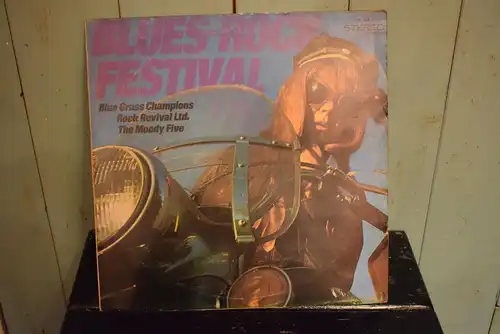 BLUES-ROCK
FESTIVAL
STEREO
Blue Grass Champions
Rock Revival Ltd.
The Moody Five